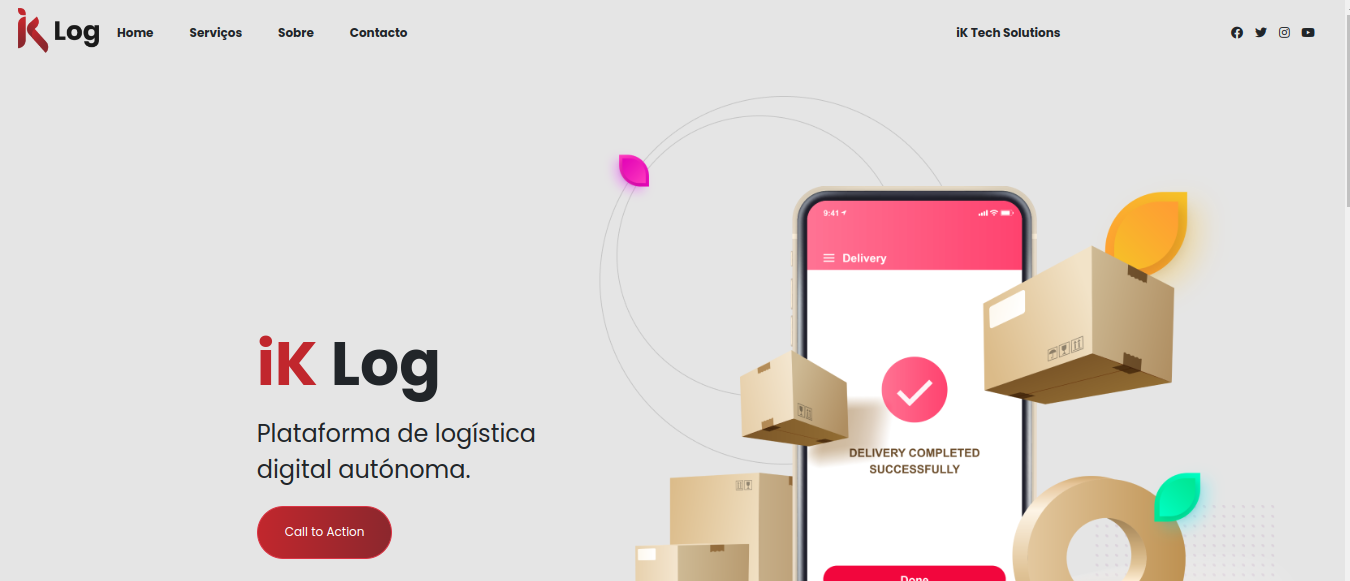 iK Log
Home
Serviços
Sobre
Contacto
iK Tech Solutions
9:41
Delivery
iK Log
Plataforma de logística
digital autónoma.
Call to Action
DELIVERY COMPLETED
SUCCESSFULLY
Done